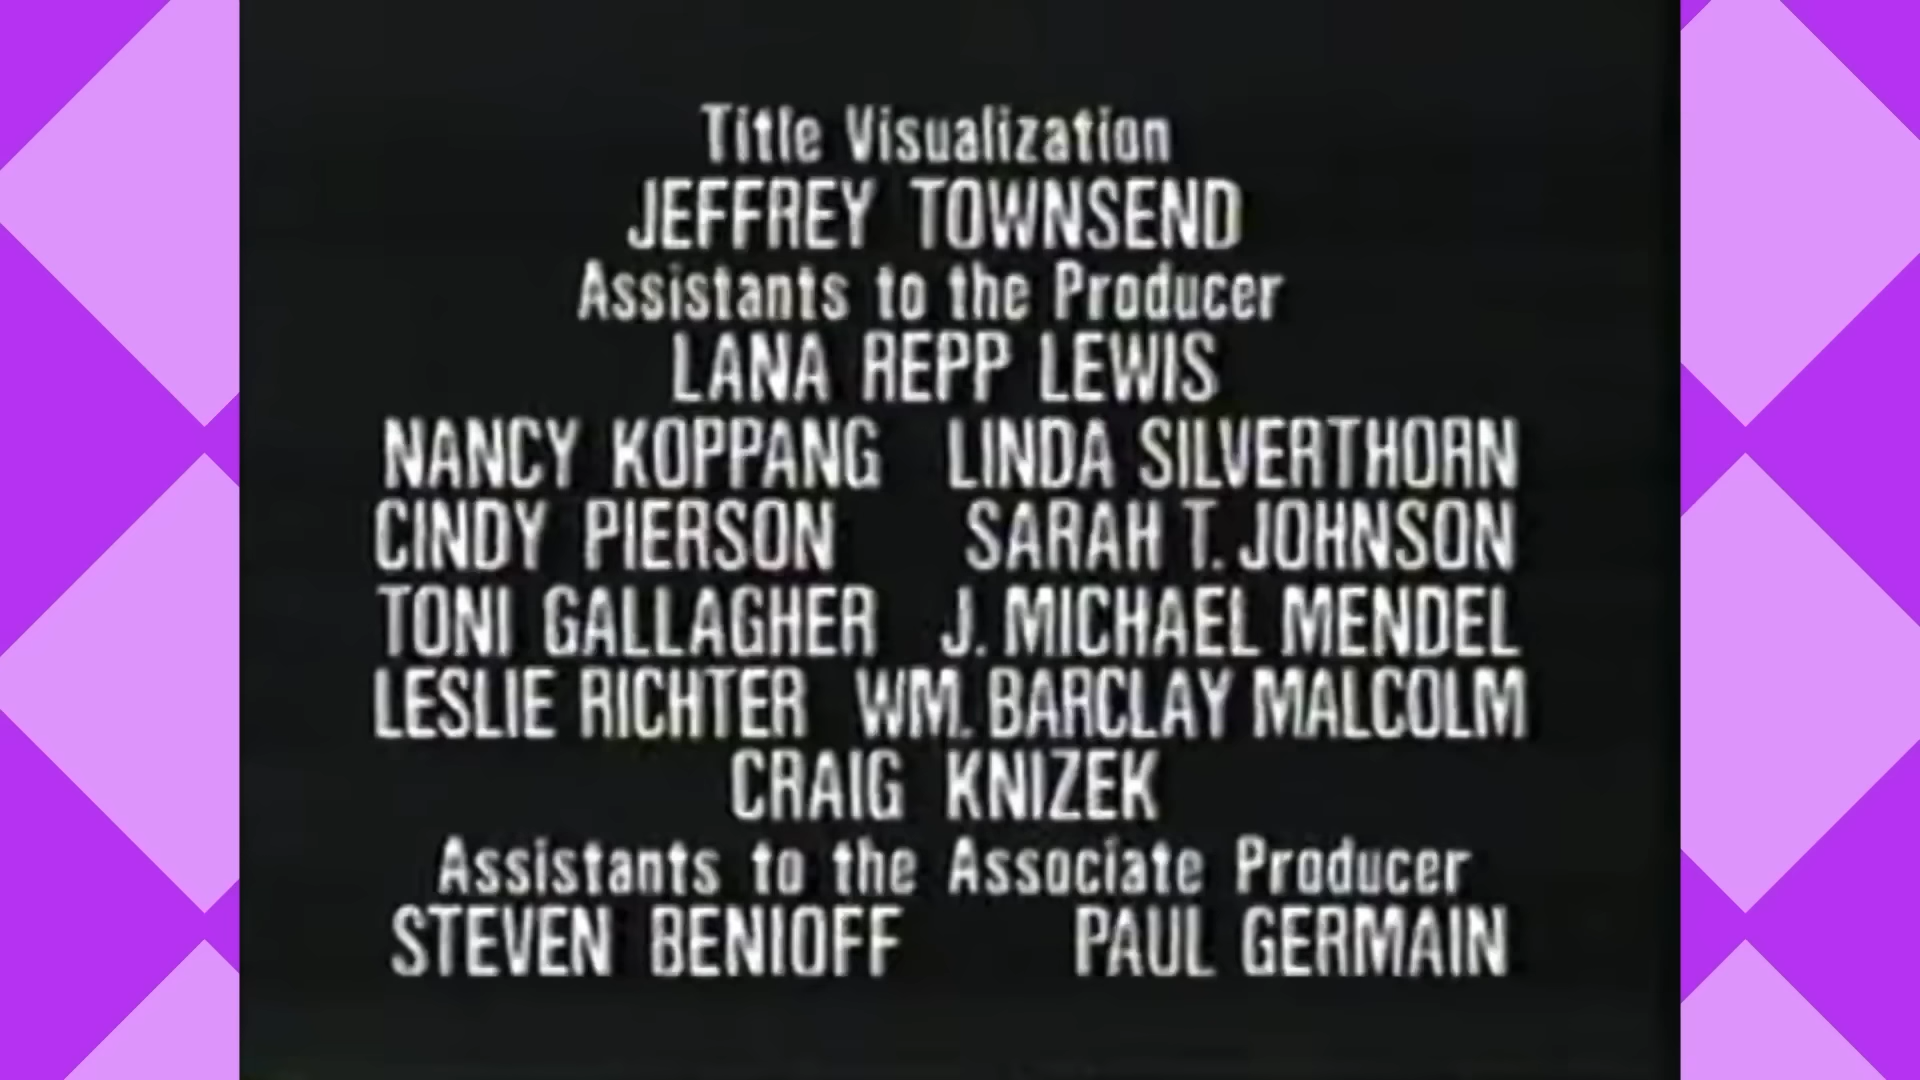 Title Visualization
JEFFREY TOWNSEND
Assistants to the Producer
LANA REPP LEWIS
NANCY KOPPANG LINDA SILVERTHORN
CINDY PIERSON SARAH T. JOHNSON
TONI GALLAGHER J. MICHAEL MENDEL
LESLIE RICHTER WM. BARCLAY MALCOLM
CRAIG KNIZEK
Assistants to the Associate Producer
STEVEN BENIOFF PAUL GERMAIN